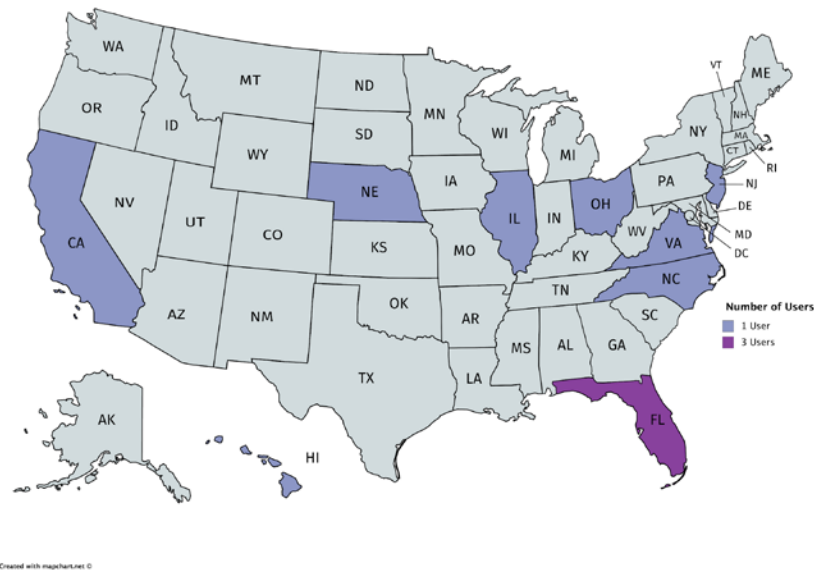 WA
MT
ND
MN
VT
ME
OR
ID
SD
WI
NY
NH
MA
CT
RI
WY
MI
NE
IA
PA
NJ
NV
UT
IL
IN
OH
DE
CA
CO
WV
MD
KS
MO
VA
DC
KY
NC
AZ
NM
OK
TN
AR
SC
MS
AL
GA
TX
LA
AK
FL
HI
Number of Users
1 User
3 Users
Created with mapchart.net ©